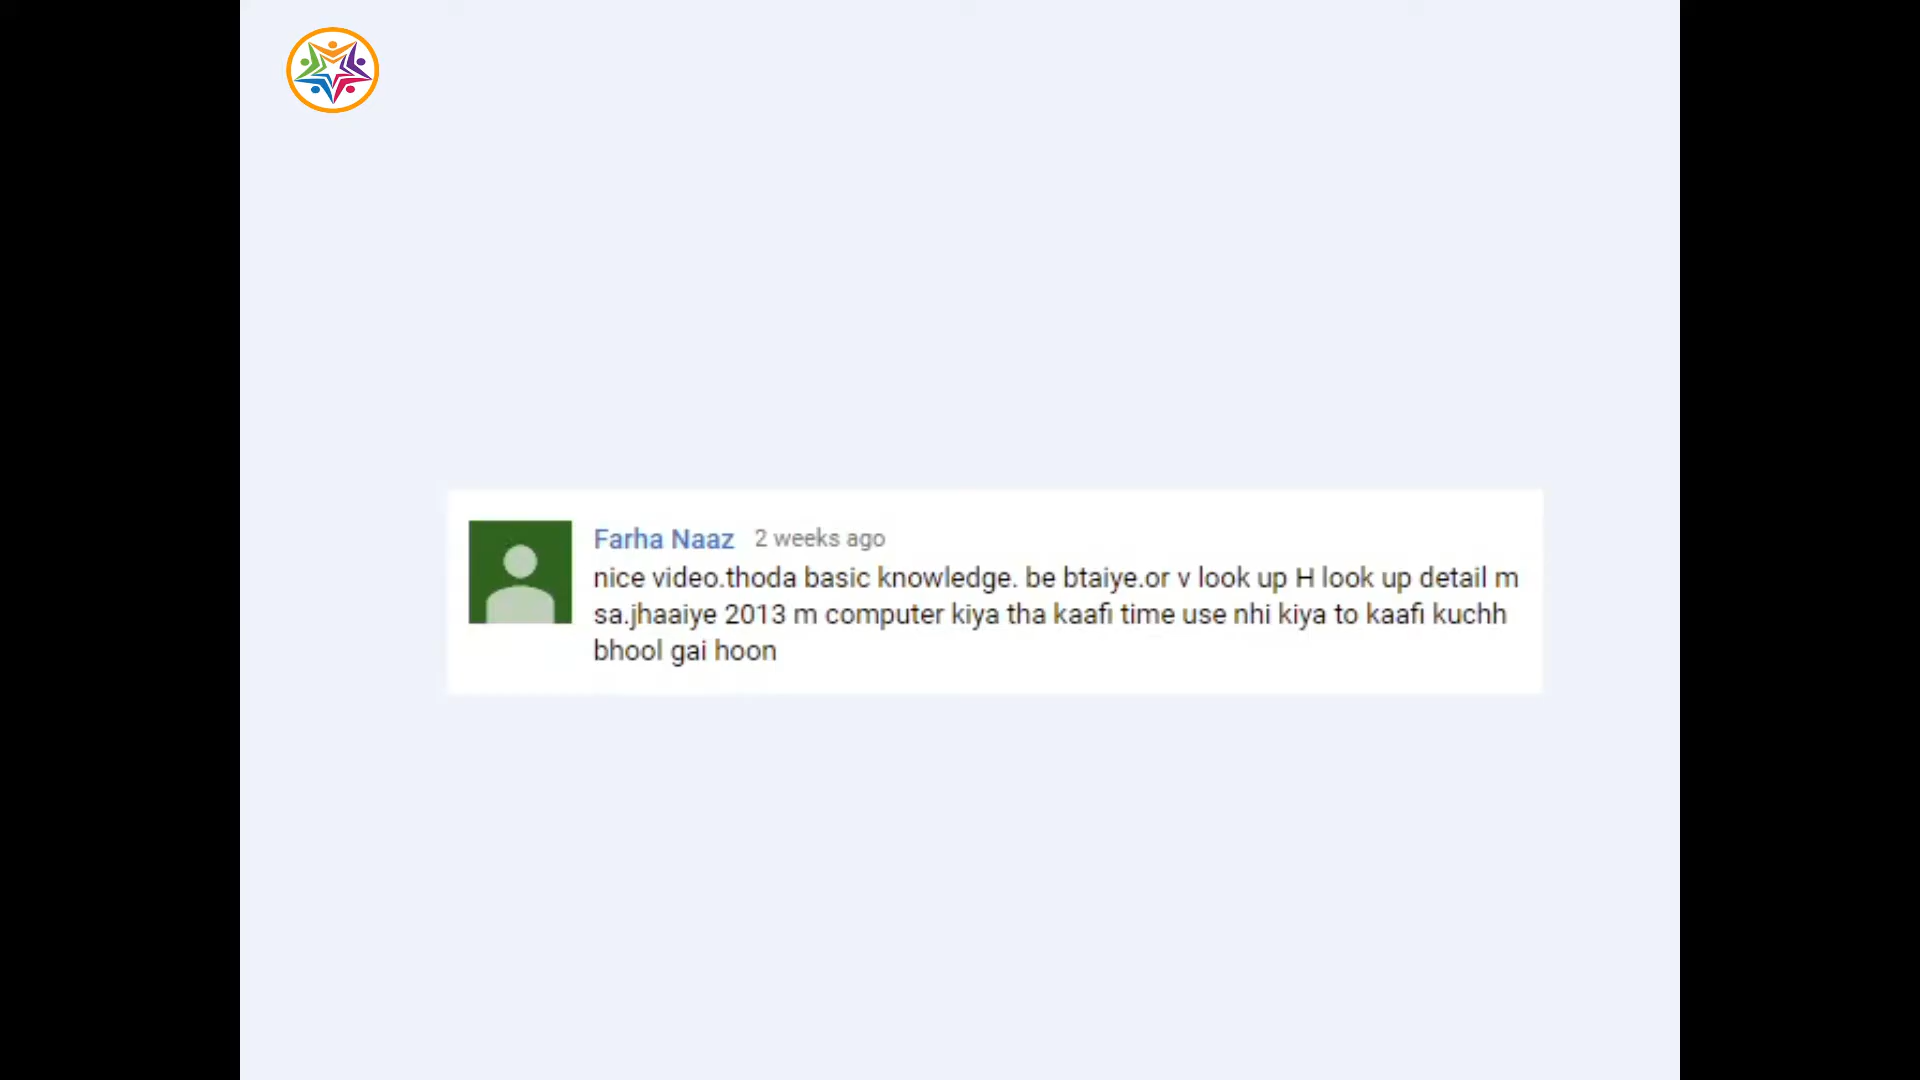 Farha Naaz 2 weeks ago
nice video.thoda basic knowledge. be btaiye.or v look up H look up detail m
sa.jhaaiye 2013 m computer kiya tha kaafi time use nhi kiya to kaafi kuchh
bhool gai hoon